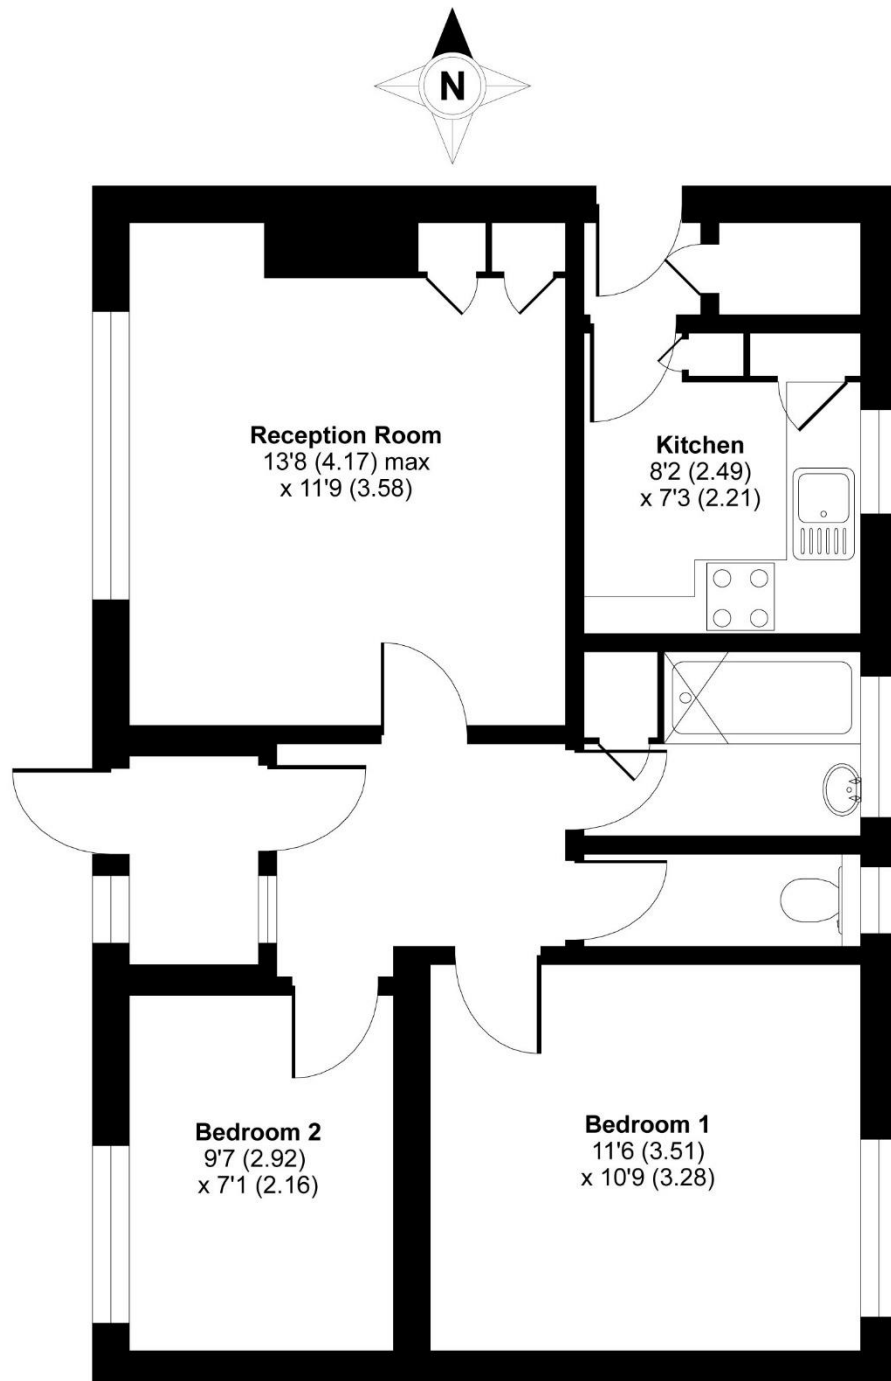 N
Reception Room
13'8 (4.17) max
x 11'9 (3.58)
Kitchen
8'2 (2.49)
x 7'3 (2.21)
Bedroom 2
9'7 (2.92)
x 7'1 (2.16)
Bedroom 1
11'6 (3.51)
x 10'9 (3.28)